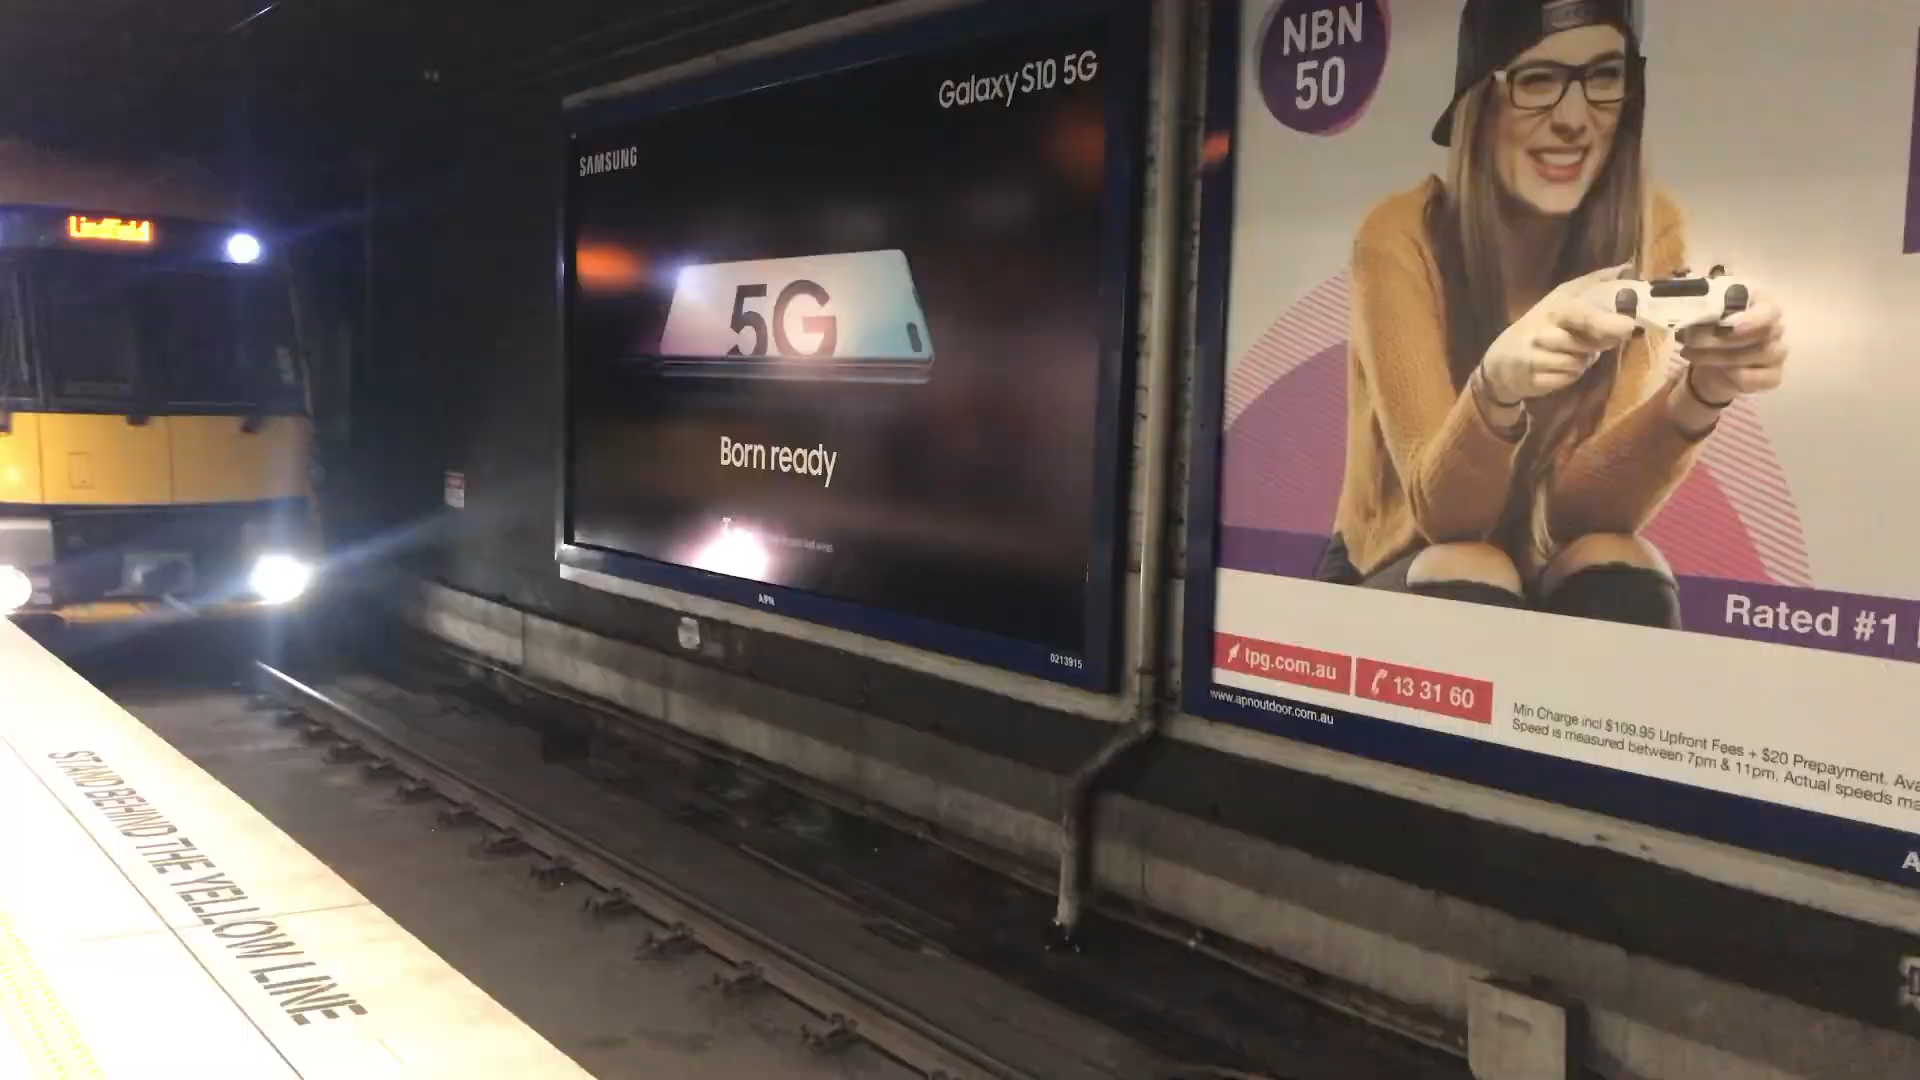 Lindfield
SAMSUNG
Galaxy S10 5G
5G
Born ready
APN
0213915
STAND BEHIND THE YELLOW LINE
NBN
50
Rated #1
tpg.com.au
13 31 60
www.apnoutdoor.com.au
Min Charge incl $109.95 Upfront Fees + $20 Prepayment.
Speed is measured between 7pm & 11pm. Actual speeds